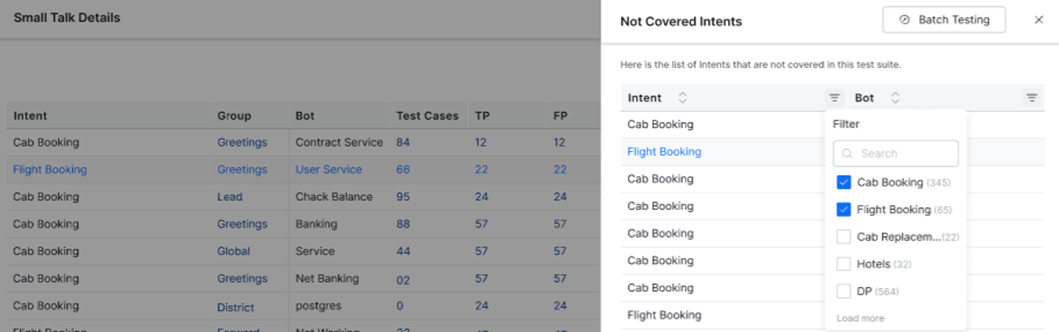 Small Talk Details
Intent Group Bot Test Cases TP FP
Cab Booking Greetings Contract Service 84 12 12
Flight Booking Greetings User Service 66 22 22
Cab Booking Lead Chack Balance 95 24 24
Cab Booking Greetings Banking 88 57 57
Cab Booking Global Service 44 57 57
Cab Booking Greetings Net Banking 02 57 57
Cab Booking District postgres 0 24 24
Not Covered Intents
Batch Testing
Here is the list of Intents that are not covered in this test suite.
Intent Bot
Cab Booking
Flight Booking
Cab Booking
Cab Booking
Cab Booking
Cab Booking
Cab Booking
Flight Booking
Filter
Search
Cab Booking (345)
Flight Booking (65)
Cab Replacem...(22)
Hotels (32)
DP (564)
Load more